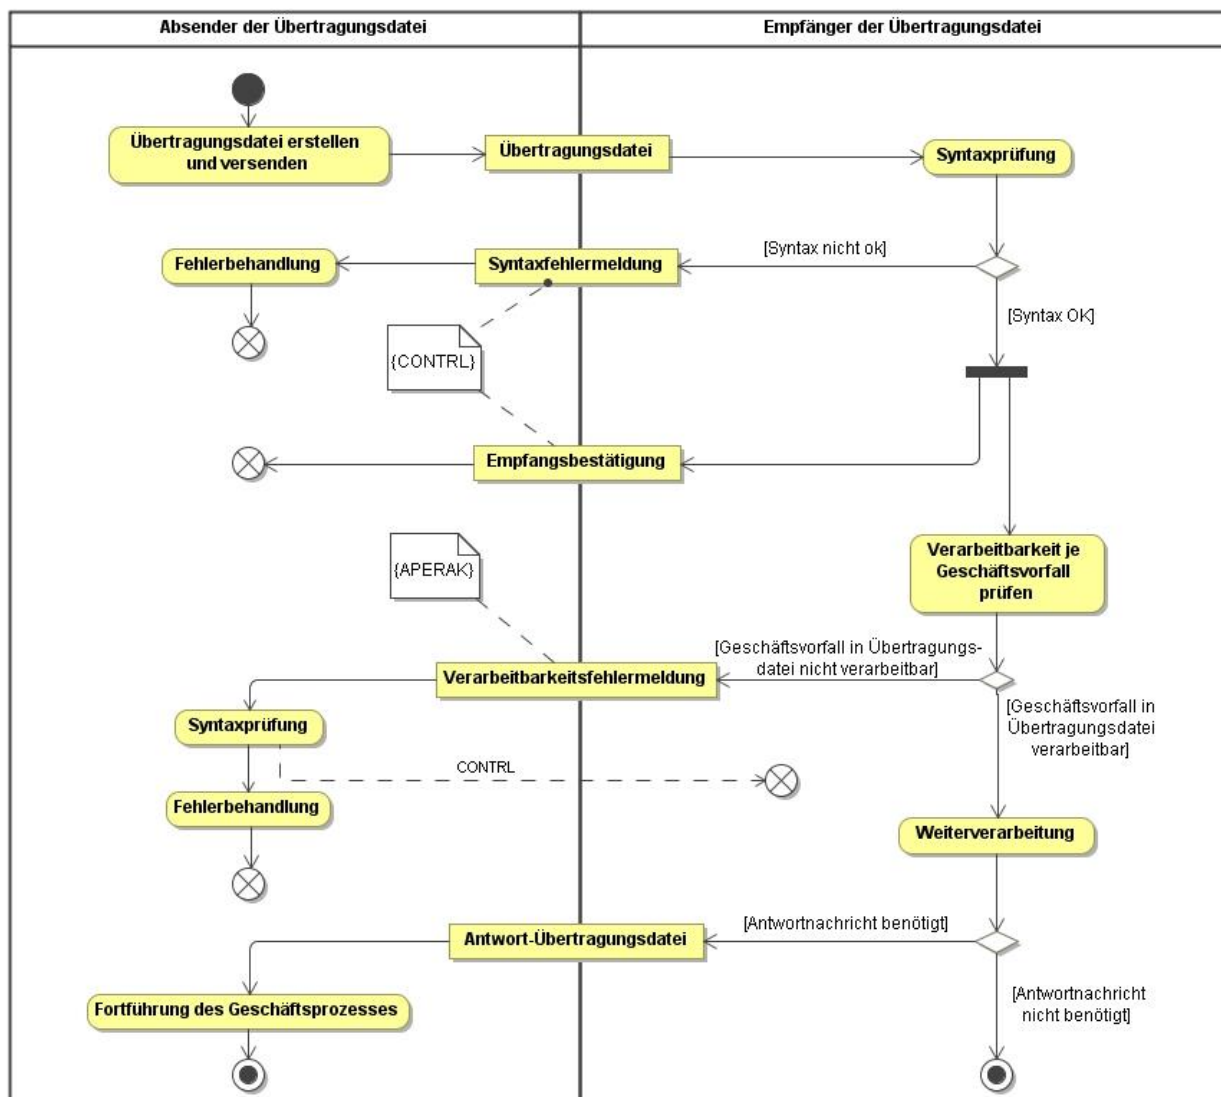 Absender der Übertragungsdatei
Empfänger der Übertragungsdatei
Übertragungsdatei erstellen
und versenden
Übertragungsdatei
Syntaxprüfung
[Syntax nicht ok]
Fehlerbehandlung
Syntaxfehlermeldung
[Syntax OK]
{CONTRL}
Empfangsbestätigung
{APERAK}
Verarbeitbarkeit je
Geschäftsvorfall
prüfen
[Geschäftsvorfall in Übertragungs-
datei nicht verarbeitbar]
Verarbeitbarkeitsfehlermeldung
[Geschäftsvorfall in
Übertragungsdatei
verarbeitbar]
Syntaxprüfung
CONTRL
Fehlerbehandlung
Weiterverarbeitung
[Antwortnachricht benötigt]
Antwort-Übertragungsdatei
[Antwortnachricht
nicht benötigt]
Fortführung des Geschäftsprozesses